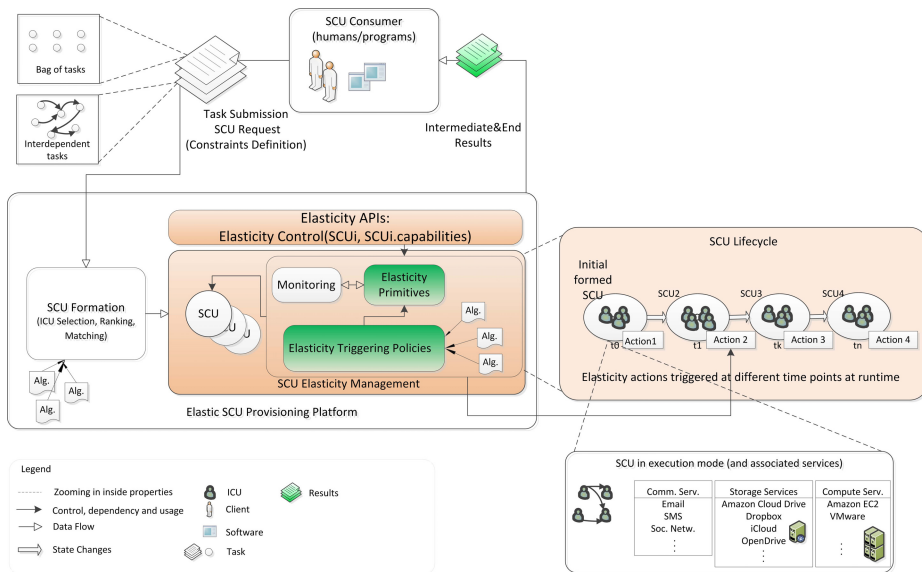 Bag of tasks
Interdependent
tasks
Task Submission
SCU Request
(Constraints Definition)
SCU Consumer
(humans/programs)
Intermediate&End
Results
Elasticity APIs:
Elasticity Control(SCUi, SCUi.capabilities)
SCU Formation
(ICU Selection, Ranking,
Matching)
Alg.
Alg.
Alg.
SCU
U
U
Monitoring
Elasticity
Primitives
Elasticity Triggering Policies
Alg.
Alg.
Alg.
SCU Elasticity Management
Elastic SCU Provisioning Platform
SCU Lifecycle
Initial
formed
SCU
SCU2
SCU3
SCU4
t0
Action1
t1
Action 2
tk
Action 3
tn
Action 4
Elasticity actions triggered at different time points at runtime
SCU in execution mode (and associated services)
Comm. Serv.
Email
SMS
Soc. Netw.
⋮
Storage Services
Amazon Cloud Drive
Dropbox
iCloud
OpenDrive
⋮
Compute Serv.
Amazon EC2
VMware
⋮
Legend
Zooming in inside properties
Control, dependency and usage
Data Flow
State Changes
ICU
Client
Software
Task
Results